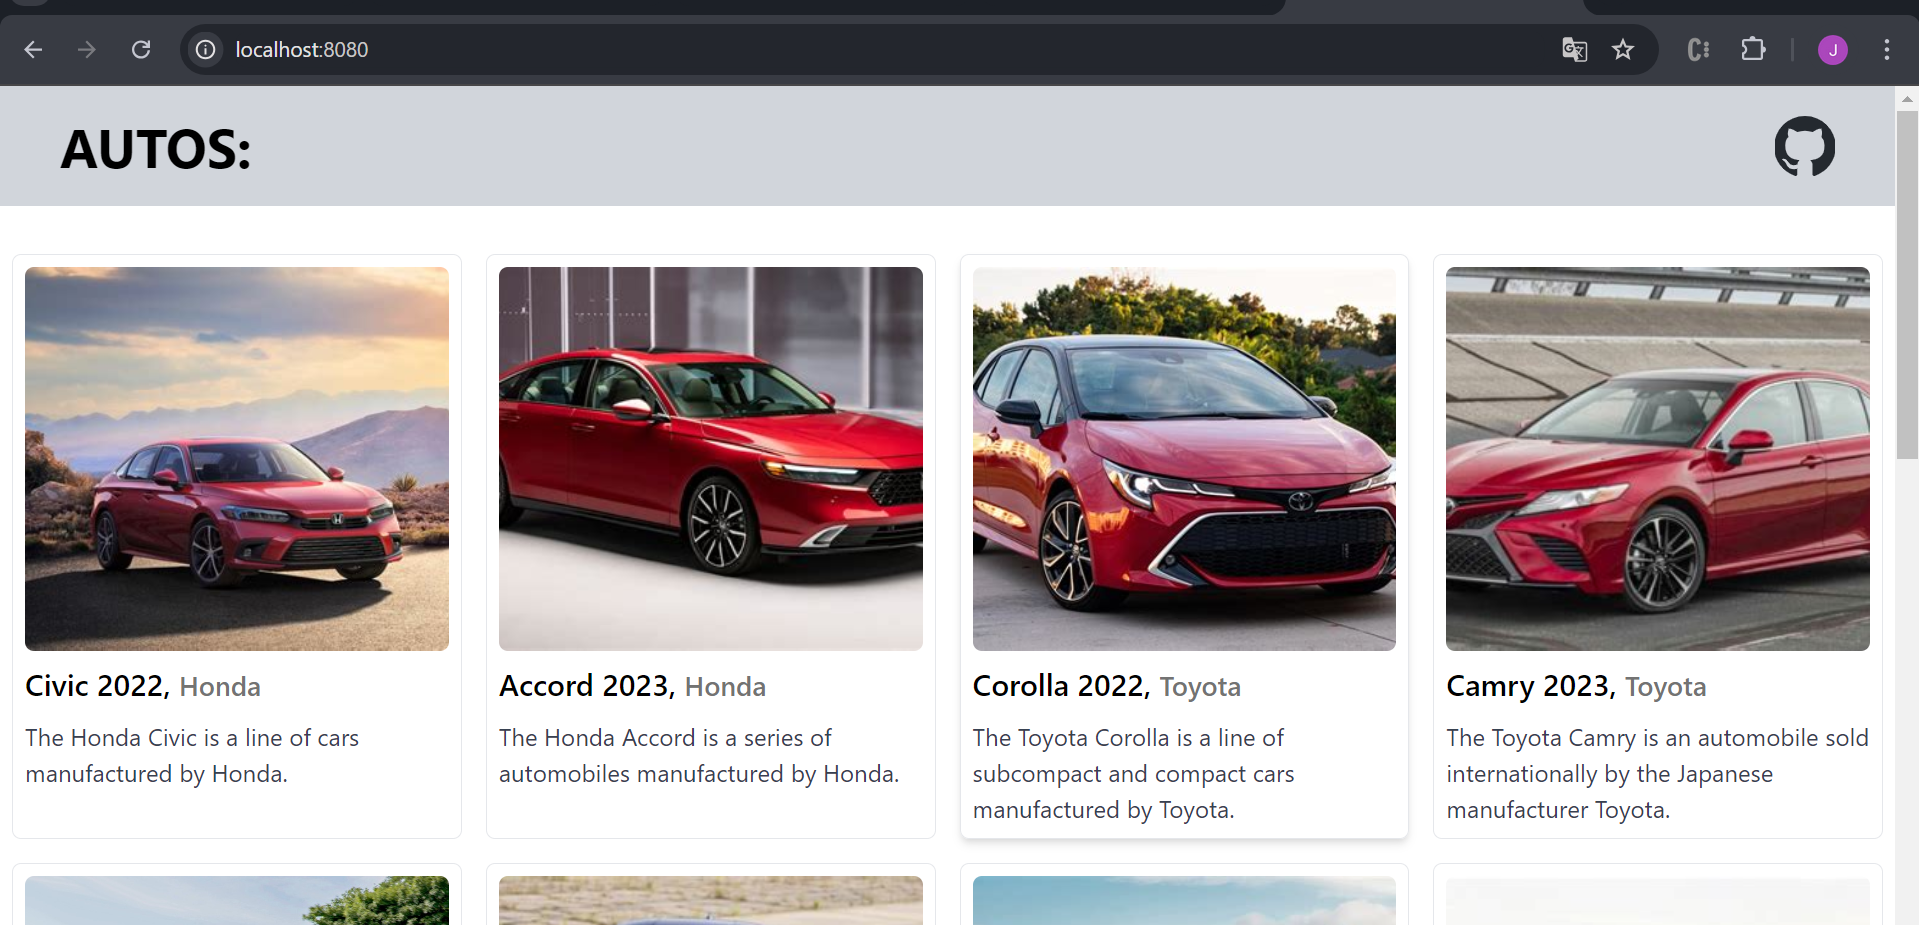 localhost:8080
J
AUTOS:
Civic 2022, Honda
The Honda Civic is a line of cars
manufactured by Honda.
Accord 2023, Honda
The Honda Accord is a series of
automobiles manufactured by Honda.
Corolla 2022, Toyota
The Toyota Corolla is a line of
subcompact and compact cars
manufactured by Toyota.
Camry 2023, Toyota
The Toyota Camry is an automobile sold
internationally by the Japanese
manufacturer Toyota.